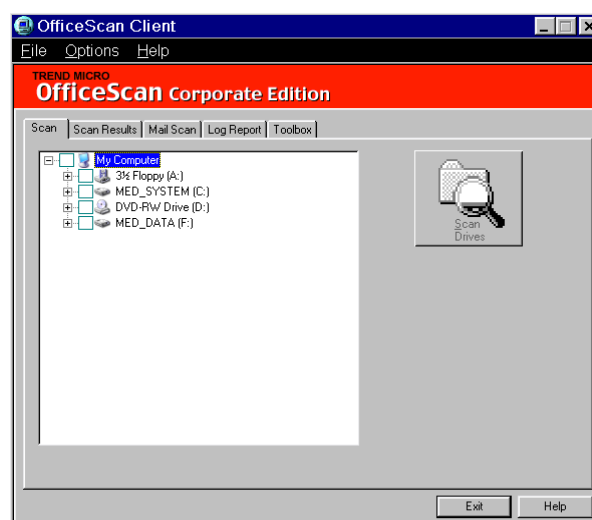 OfficeScan Client
File Options Help
TREND MICRO
OfficeScan Corporate Edition
Scan Scan Results Mail Scan Log Report Toolbox
My Computer
3½ Floppy (A:)
MED_SYSTEM (C:)
DVD-RW Drive (D:)
MED_DATA (F:)
Scan
Drives
Exit Help